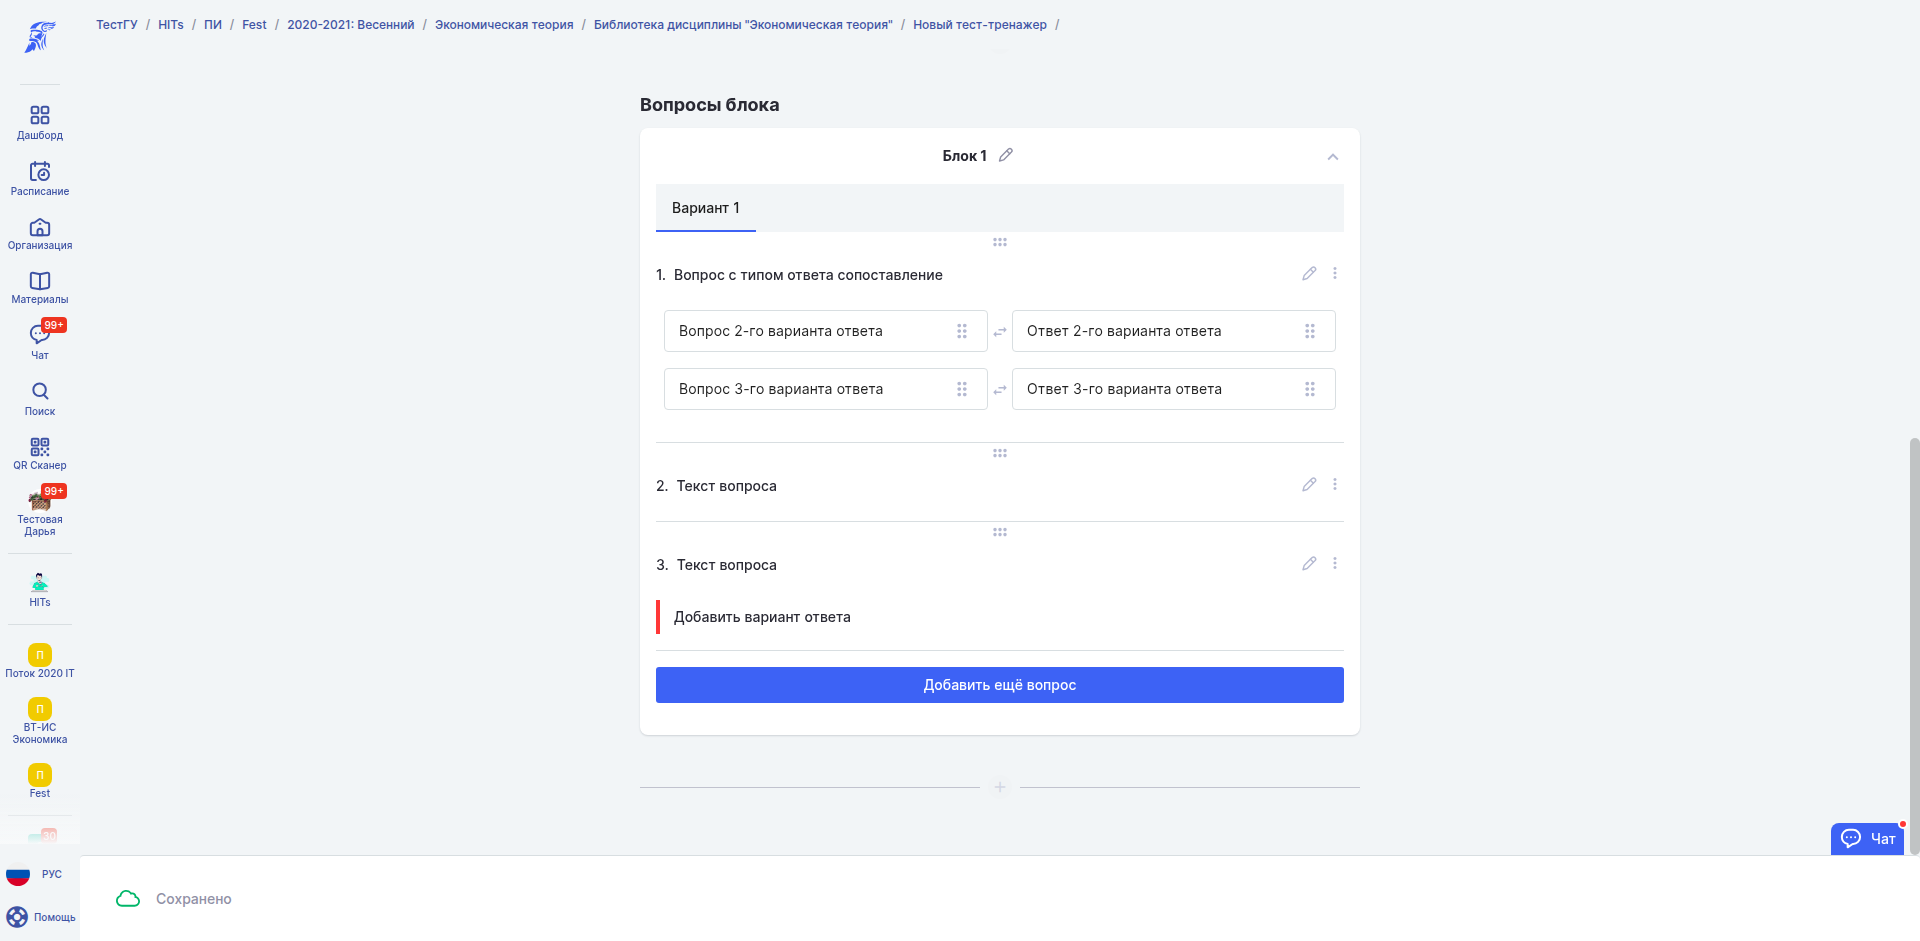 ТестГУ / HITs / ПИ / Fest / 2020-2021: Весенний / Экономическая теория / Библиотека дисциплины "Экономическая теория" / Новый тест-тренажер /
Дашборд
Расписание
Организация
Материалы
99+
Чат
Поиск
QR Сканер
99+
Тестовая
Дарья
HITs
П
Поток 2020 IT
П
ВТ-ИС
Экономика
П
Fest
30
РУС
Помощь
Вопросы блока
Блок 1
Вариант 1
1. Вопрос с типом ответа сопоставление
Вопрос 2-го варианта ответа
Ответ 2-го варианта ответа
Вопрос 3-го варианта ответа
Ответ 3-го варианта ответа
2. Текст вопроса
3. Текст вопроса
Добавить вариант ответа
Добавить ещё вопрос
Чат
Сохранено